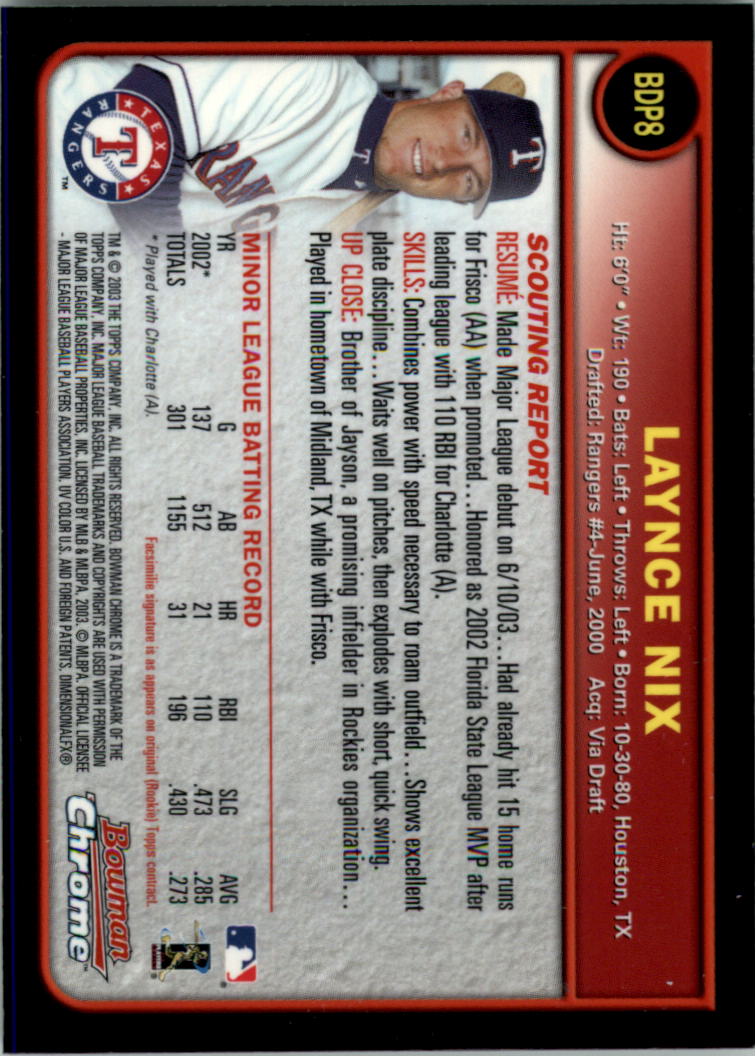 BDP8
LAYNCE NIX
Ht: 6'0" • Wt: 190 • Bats: Left • Throws: Left • Born: 10-30-80, Houston, TX
Drafted: Rangers #4-June, 2000 Acq: Via Draft
SCOUTING REPORT
RESUMÉ: Made Major League debut on 6/10/03... Had already hit 15 home runs
for Frisco (AA) when promoted... Honored as 2002 Florida State League MVP after
leading league with 110 RBI for Charlotte (A).
SKILLS: Combines power with speed necessary to roam outfield... Shows excellent
plate discipline... Waits well on pitches, then explodes with short, quick swing.
UP CLOSE: Brother of Jayson, a promising infielder in Rockies organization...
Played in hometown of Midland, TX while with Frisco.
T
T
RANG
TEXAS
T
RANGERS
TM
MINOR LEAGUE BATTING RECORD
YR G AB HR RBI SLG AVG
2002* 137 512 21 110 .473 .285
TOTALS 301 1155 31 196 .430 .273
* Played with Charlotte (A).
Facsimile signature is as appears on original (Rookie) Topps contract.
TM & © 2003 THE TOPPS COMPANY, INC. ALL RIGHTS RESERVED. BOWMAN CHROME IS A TRADEMARK OF THE
TOPPS COMPANY, INC. MAJOR LEAGUE BASEBALL TRADEMARKS AND COPYRIGHTS ARE USED WITH PERMISSION
OF MAJOR LEAGUE BASEBALL PROPERTIES, INC. LICENSED BY MLB & MLBPA, 2003. © MLBPA. OFFICIAL LICENSEE
- MAJOR LEAGUE BASEBALL PLAYERS ASSOCIATION. UV COLOR U.S. AND FOREIGN PATENTS. DIMENSIONALFX®
Bowman
Chrome™